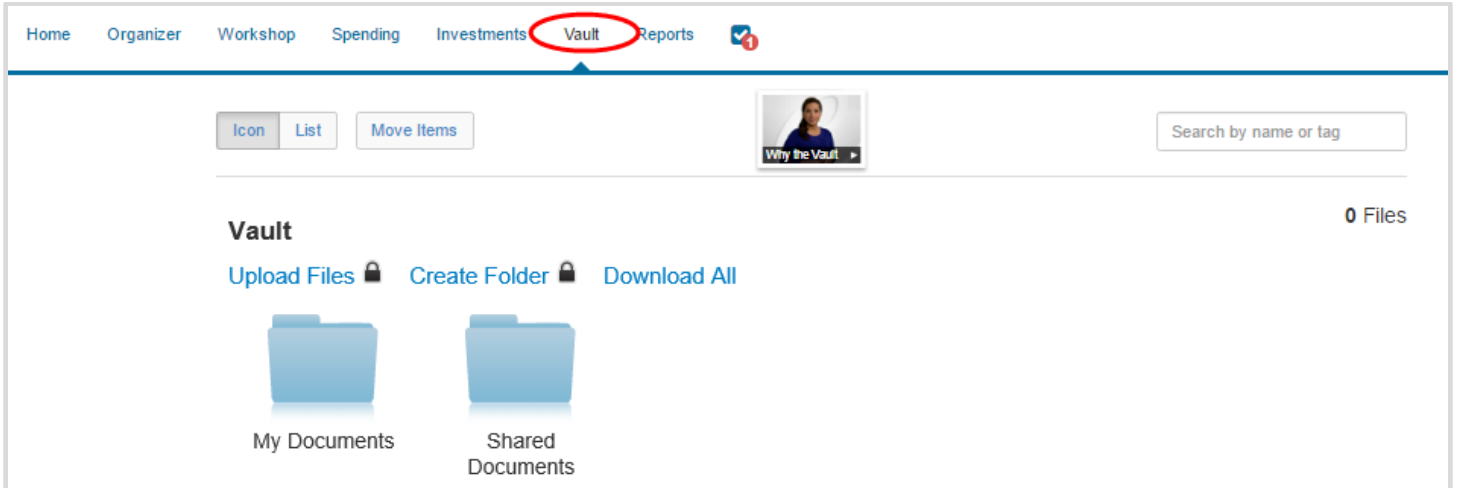 Home Organizer Workshop Spending Investments Vault Reports 1
Icon List Move Items
Why the Vault
Search by name or tag
0 Files
Vault
Upload Files Create Folder Download All
My Documents
Shared
Documents